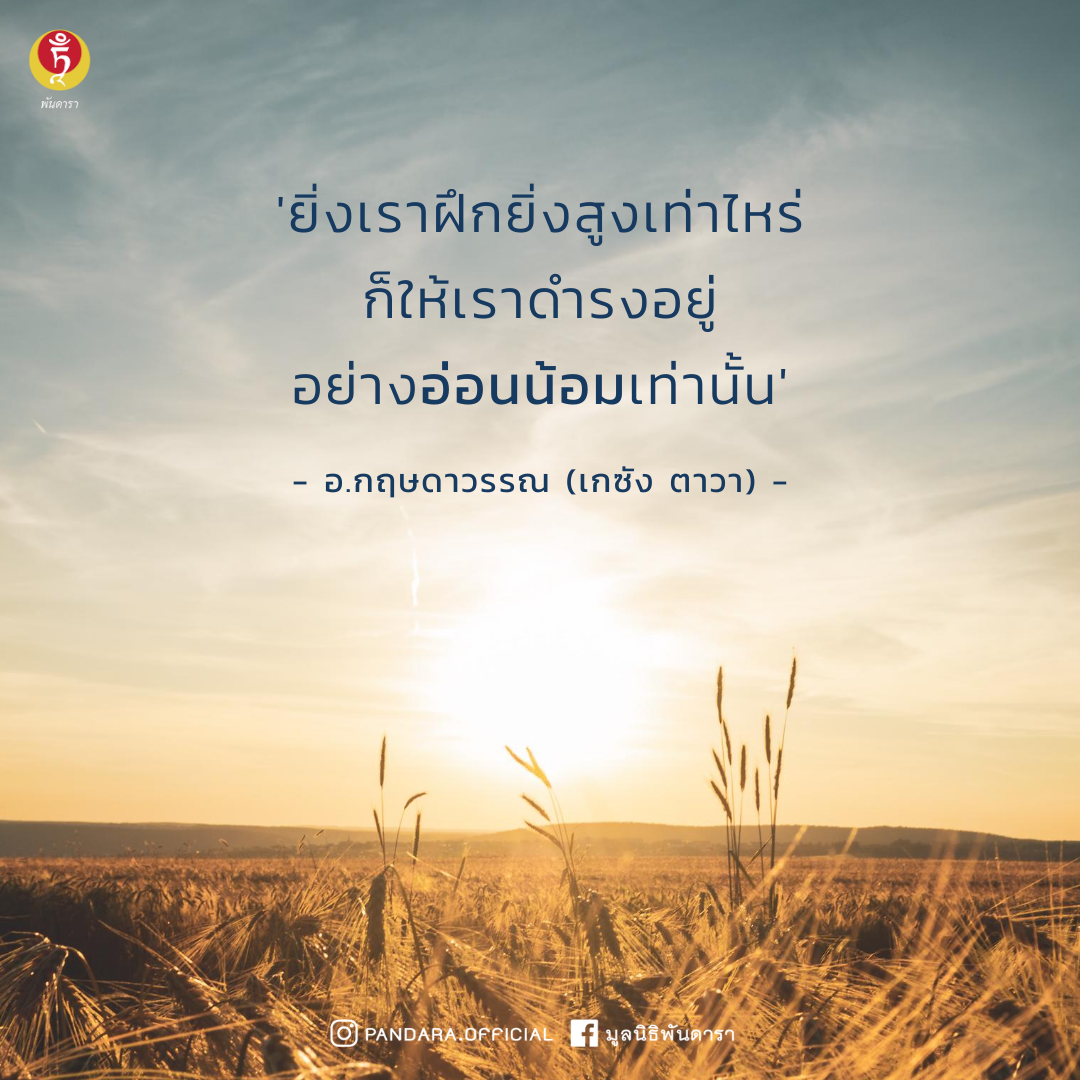 พันดารา
'ยิ่งเราฝึกยิ่งสูงเท่าไหร่
ก็ให้เราดำรงอยู่
อย่างอ่อนน้อมเท่านั้น'
- อ.กฤษดาวรรณ (เกซัง ตาวา) -
PANDARA.OFFICIAL มูลนิธิพันดารา